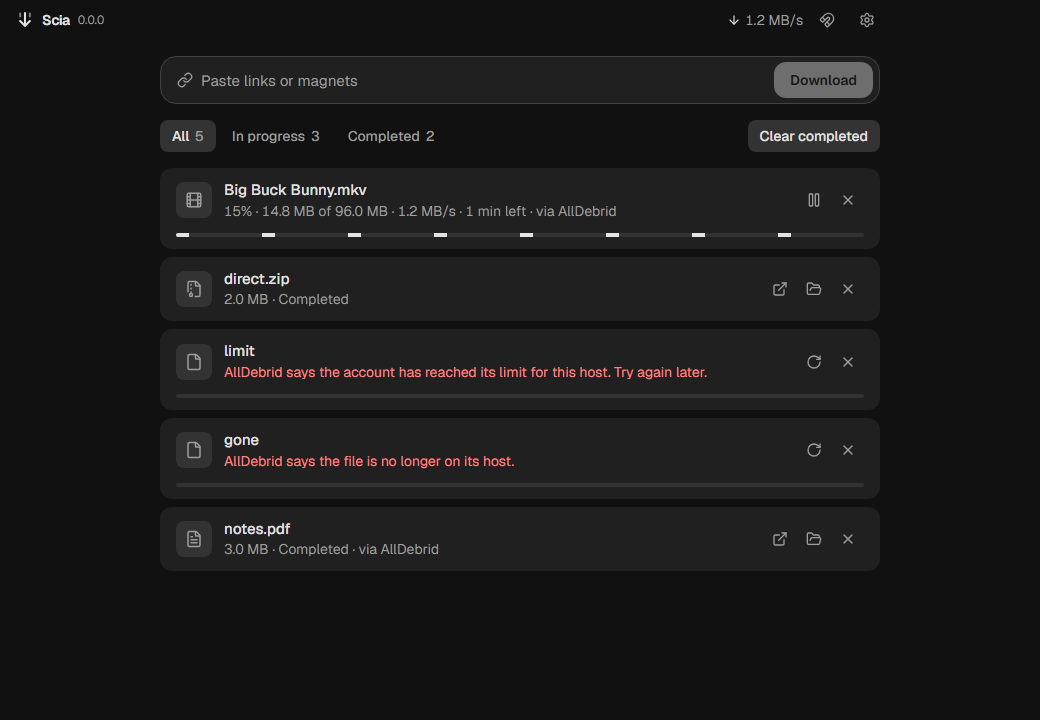 Scia 0.0.0
1.2 MB/s
Paste links or magnets
Download
All 5
In progress 3
Completed 2
Clear completed
Big Buck Bunny.mkv
15% · 14.8 MB of 96.0 MB · 1.2 MB/s · 1 min left · via AllDebrid
direct.zip
2.0 MB · Completed
limit
AllDebrid says the account has reached its limit for this host. Try again later.
gone
AllDebrid says the file is no longer on its host.
notes.pdf
3.0 MB · Completed · via AllDebrid